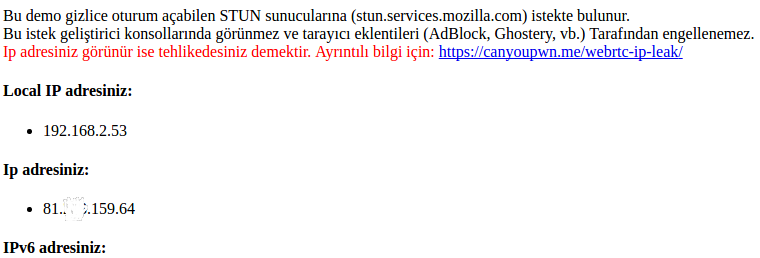 Bu demo gizlice oturum açabilen STUN sunucularına (stun.services.mozilla.com) istekte bulunur.
Bu istek geliştirici konsollarında görünmez ve tarayıcı eklentileri (AdBlock, Ghostery, vb.) Tarafından engellenemez.
Ip adresiniz görünür ise tehlikedesiniz demektir. Ayrıntılı bilgi için: https://canyoupwn.me/webrtc-ip-leak/
Local IP adresiniz:
192.168.2.53
Ip adresiniz:
81. .159.64
IPv6 adresiniz: